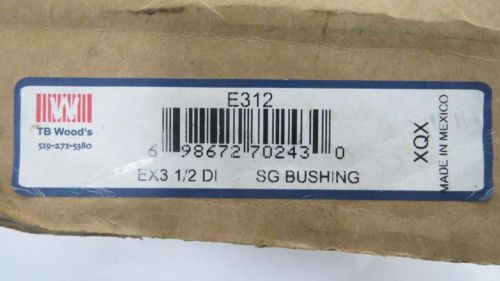 E312
TB Wood's
519-271-5380
6 98672 70243 0
EX3 1/2 DI SG BUSHING
XQX
MADE IN MEXICO